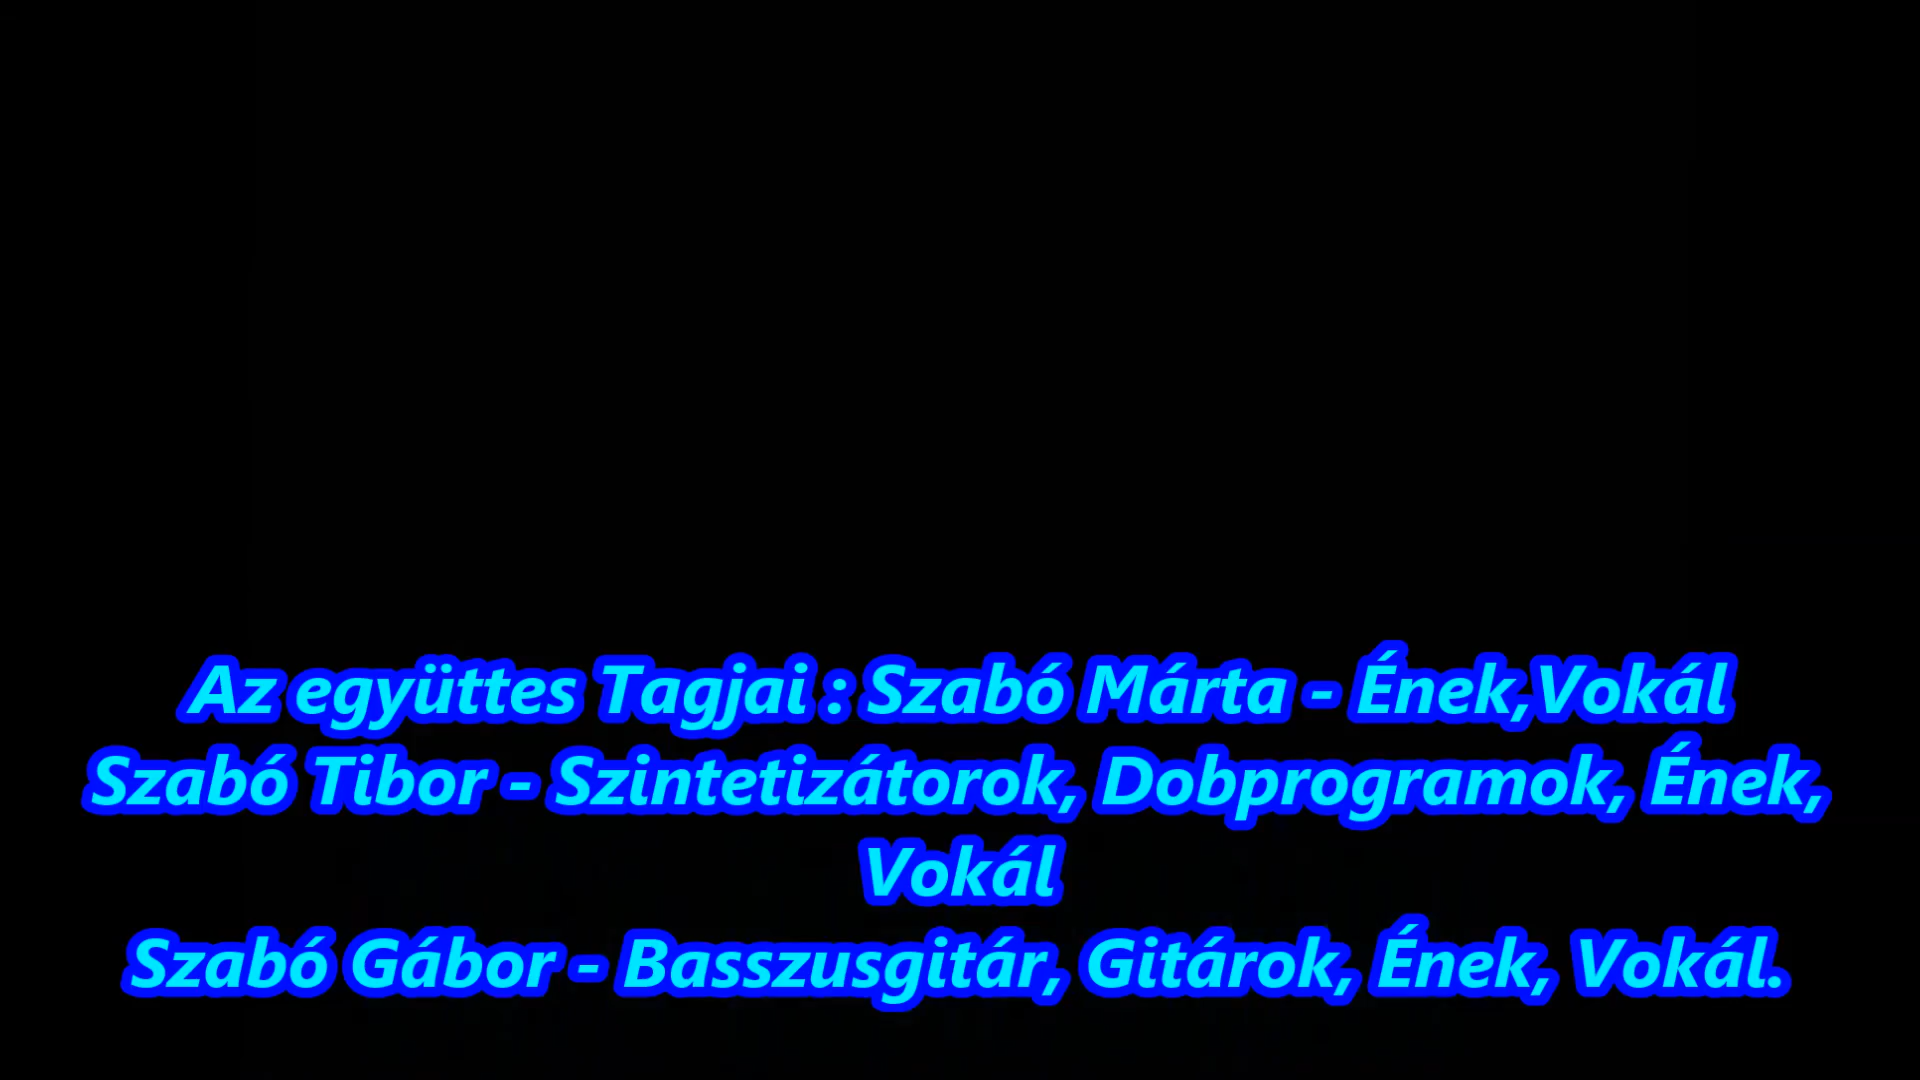 Az együttes Tagjai : Szabó Márta - Ének,Vokál
Szabó Tibor - Szintetizátorok, Dobprogramok, Ének,
Vokál
Szabó Gábor - Basszusgitár, Gitárok, Ének, Vokál.